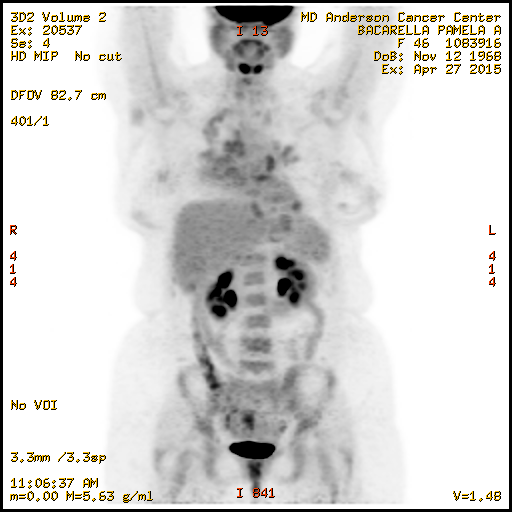 3D2 Volume 2
Ex: 20537
Se: 4
HD MIP No cut
DFOV 82.7 cm
401/1
I 13
MD Anderson Cancer Center
BACARELLA PAMELA A
F 46 1083916
DoB: Nov 12 1968
Ex: Apr 27 2015
R
4
1
4
L
4
1
4
No VOI
3.3mm /3.3sp
11:06:37 AM
m=0.00 M=5.63 g/ml
I 841
V=1.48